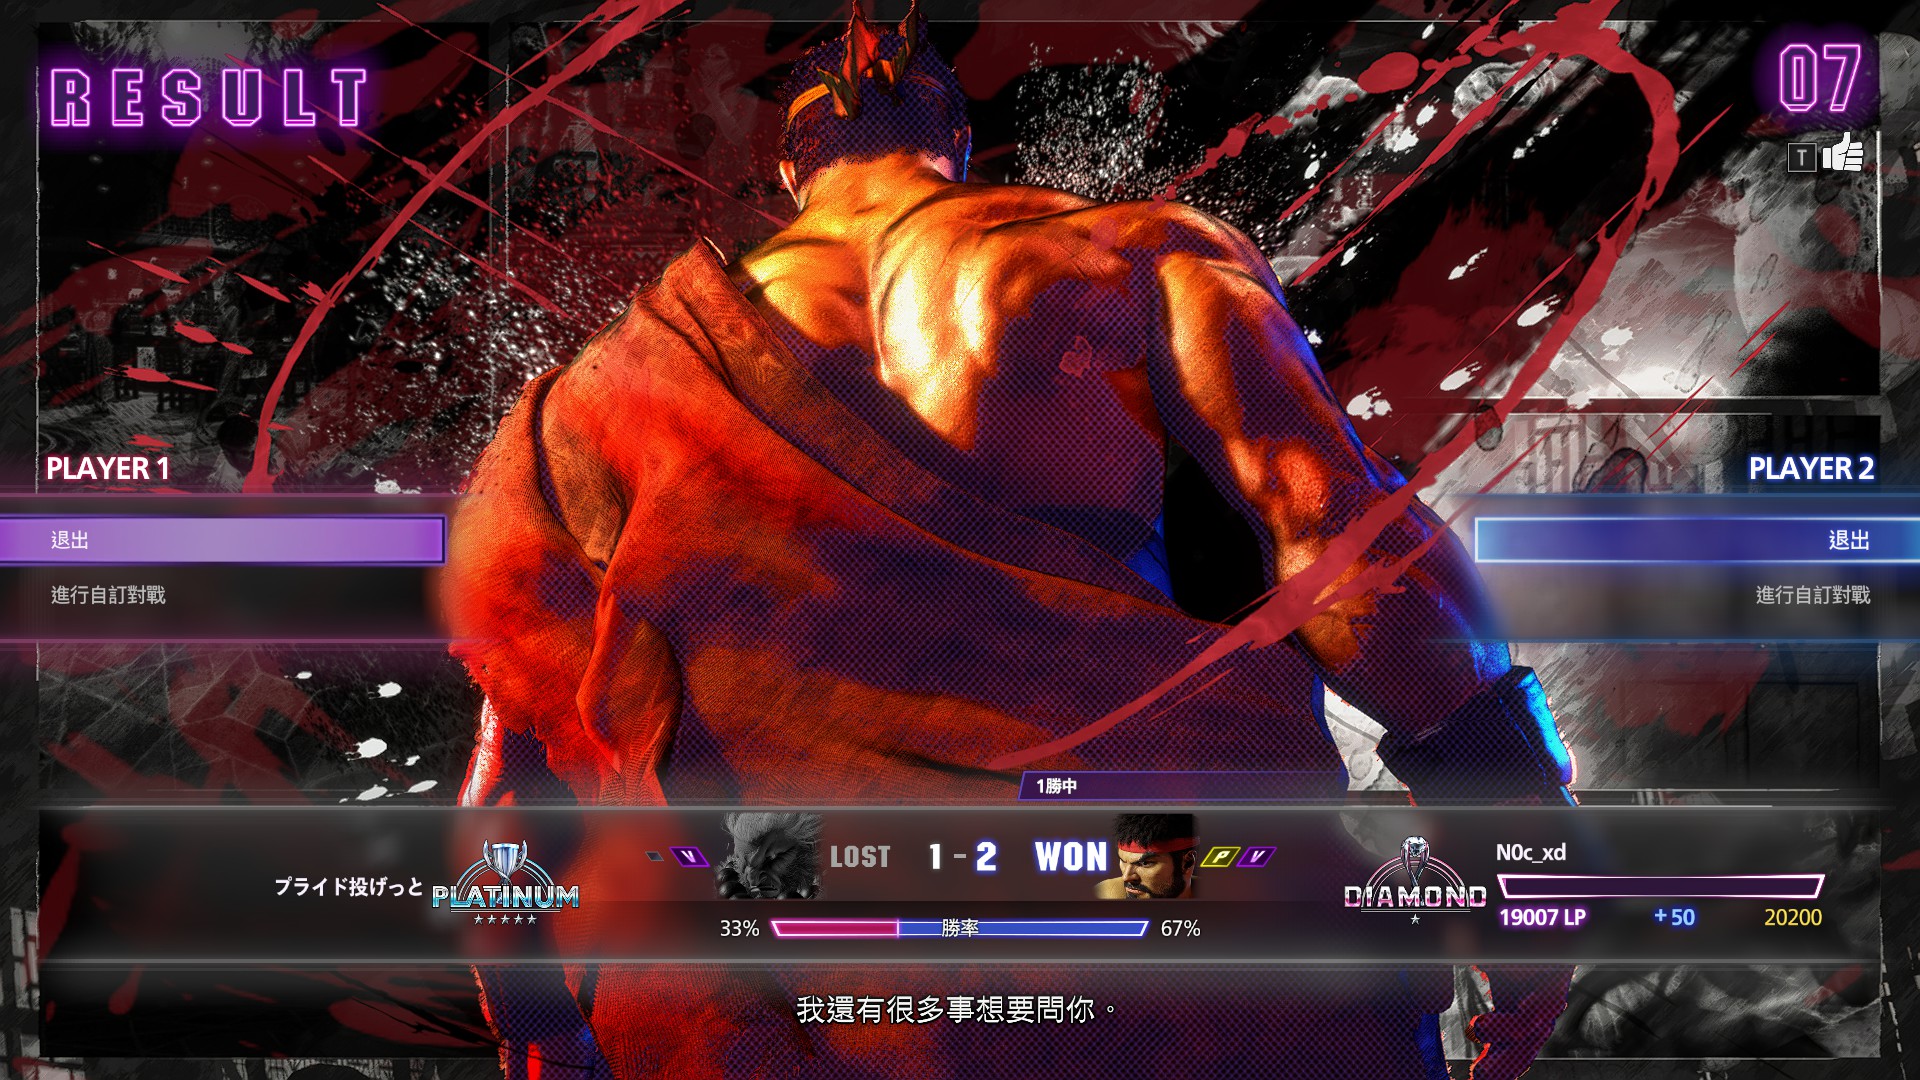 RESULT
07
T
PLAYER 1
PLAYER 2
退出
退出
進行自訂對戰
進行自訂對戰
1勝中
プライド投げっと
PLATINUM
V
LOST
1 - 2
WON
P
V
DIAMOND
N0c_xd
19007 LP
+50
20200
33%
勝率
67%
我還有很多事想要問你。